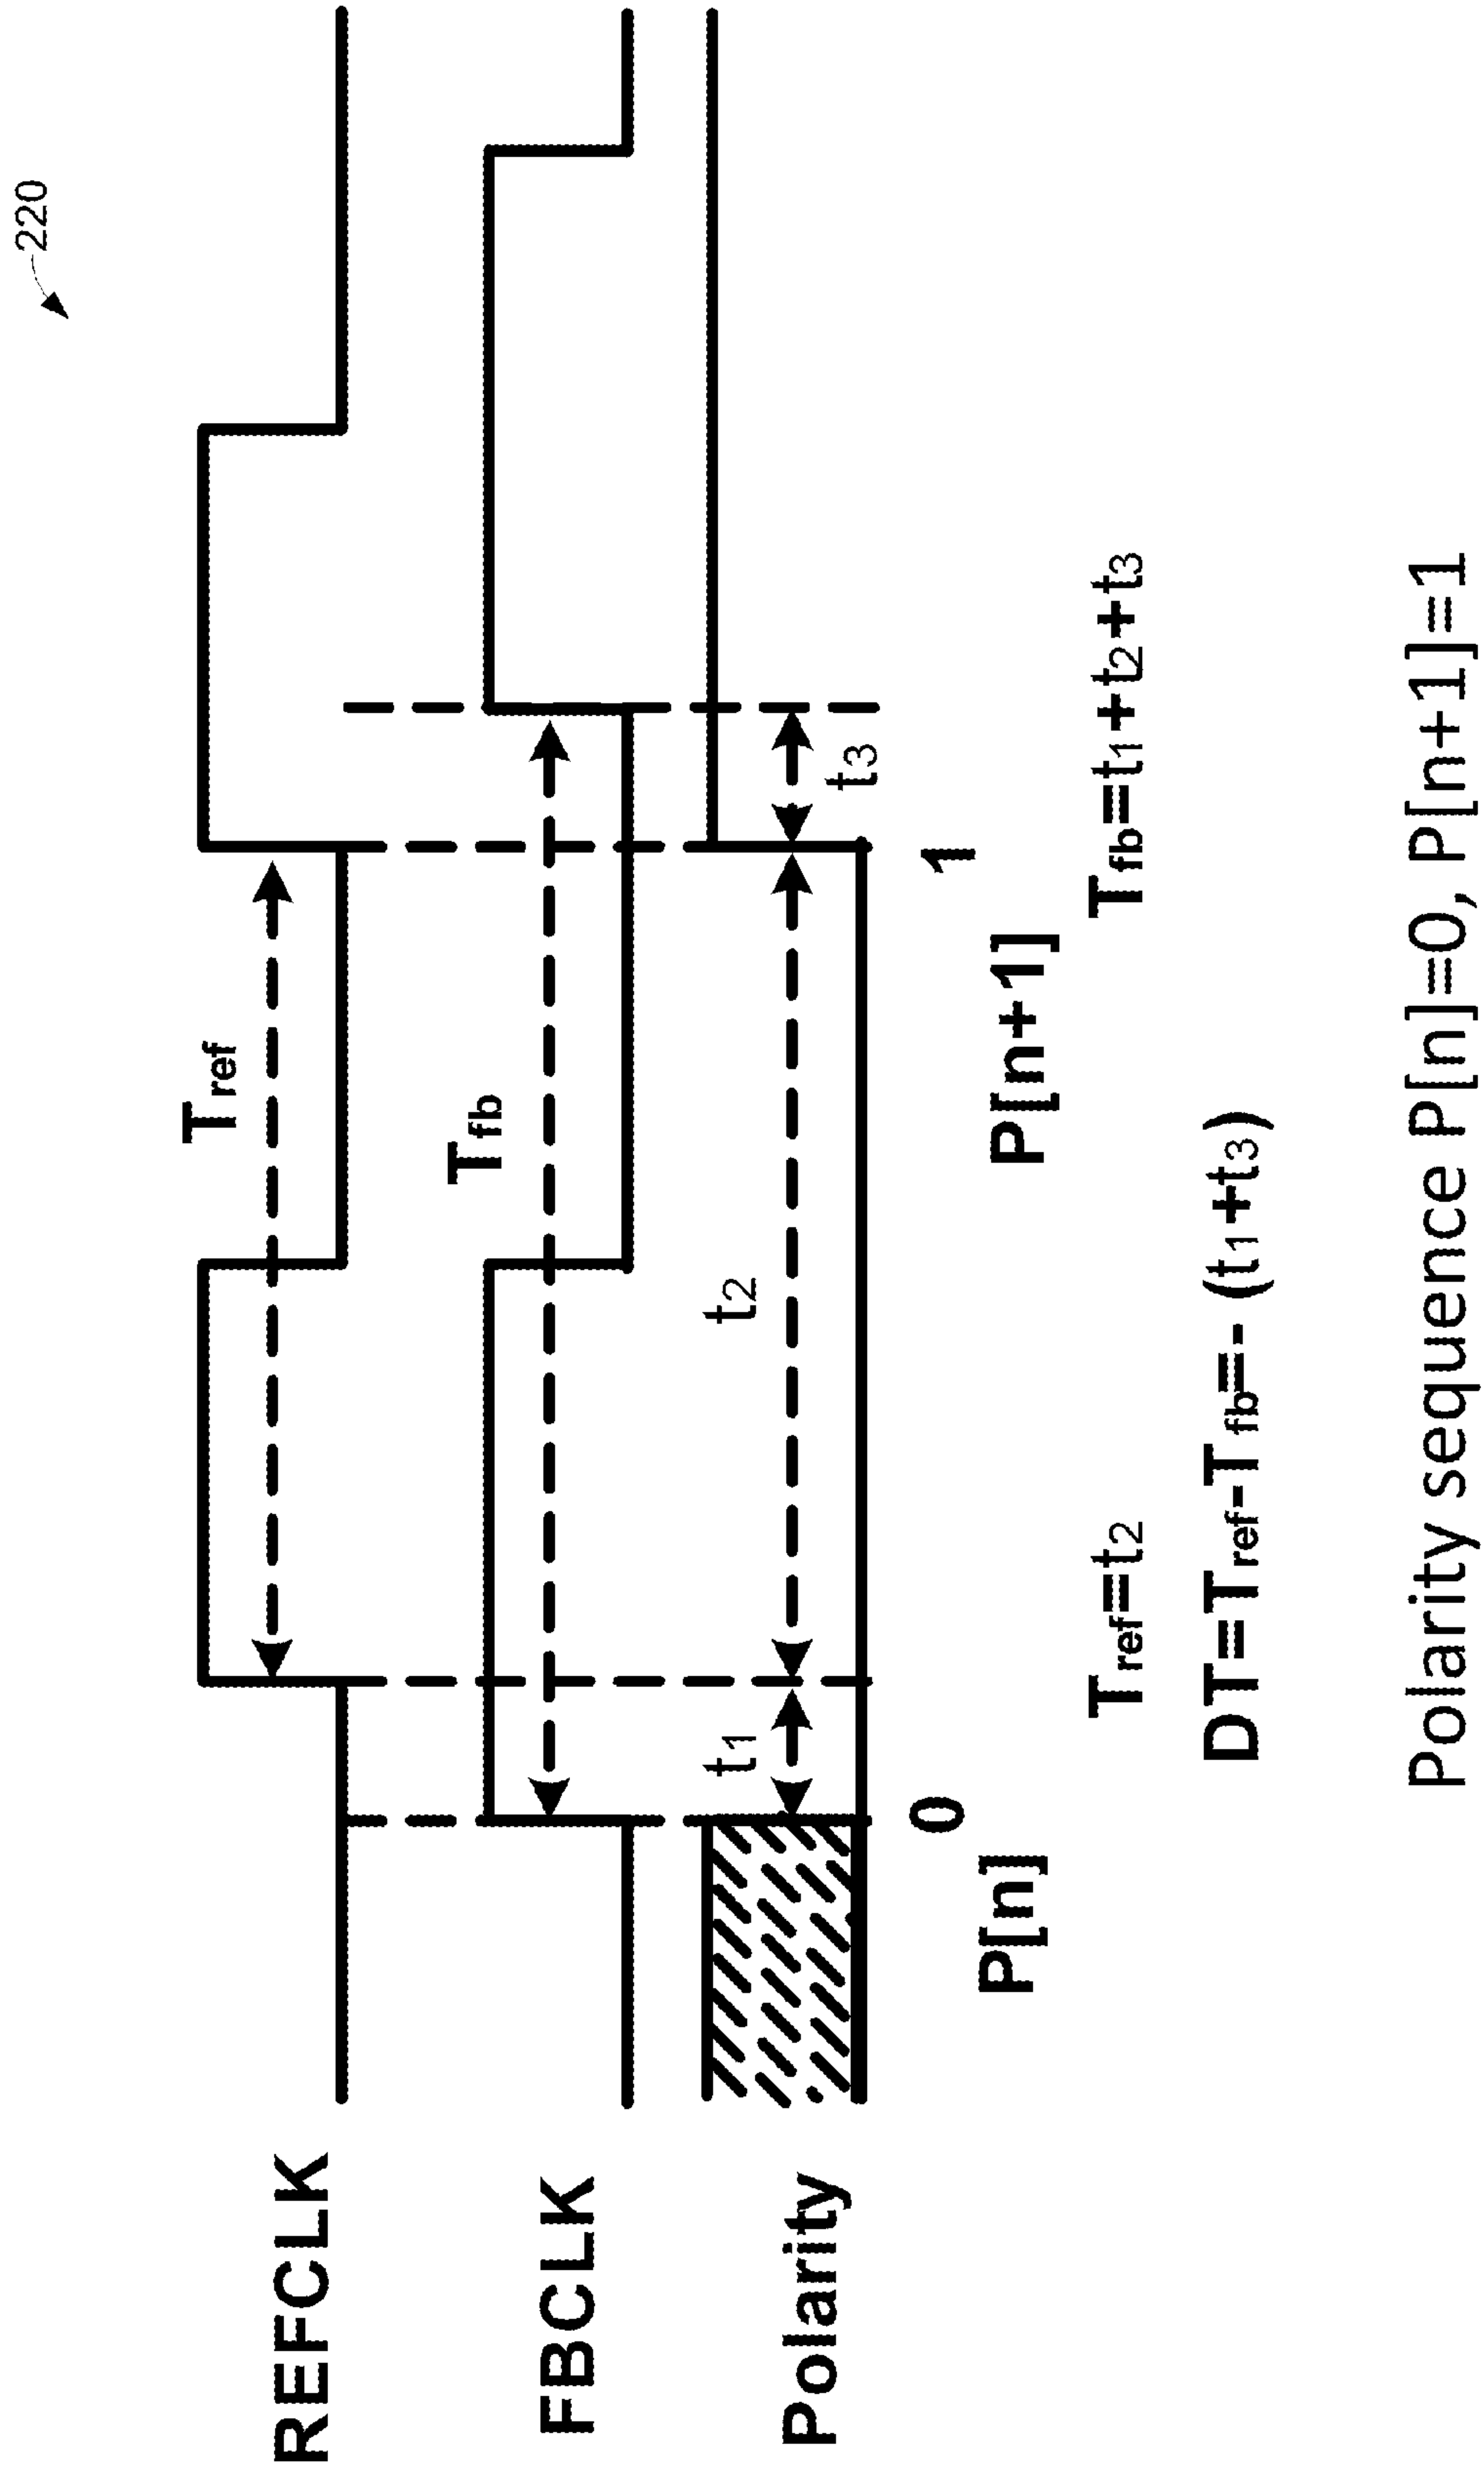 220
REFCLK
Tref
FBCLK
Tfb
Polarity
t1
t2
t3
0
1
P[n]
P[n+1]
Tref=t2
Tfb=t1+t2+t3
DT=Tref-Tfb=- (t1+t3)
Polarity sequence P[n]=0, P[n+1]=1